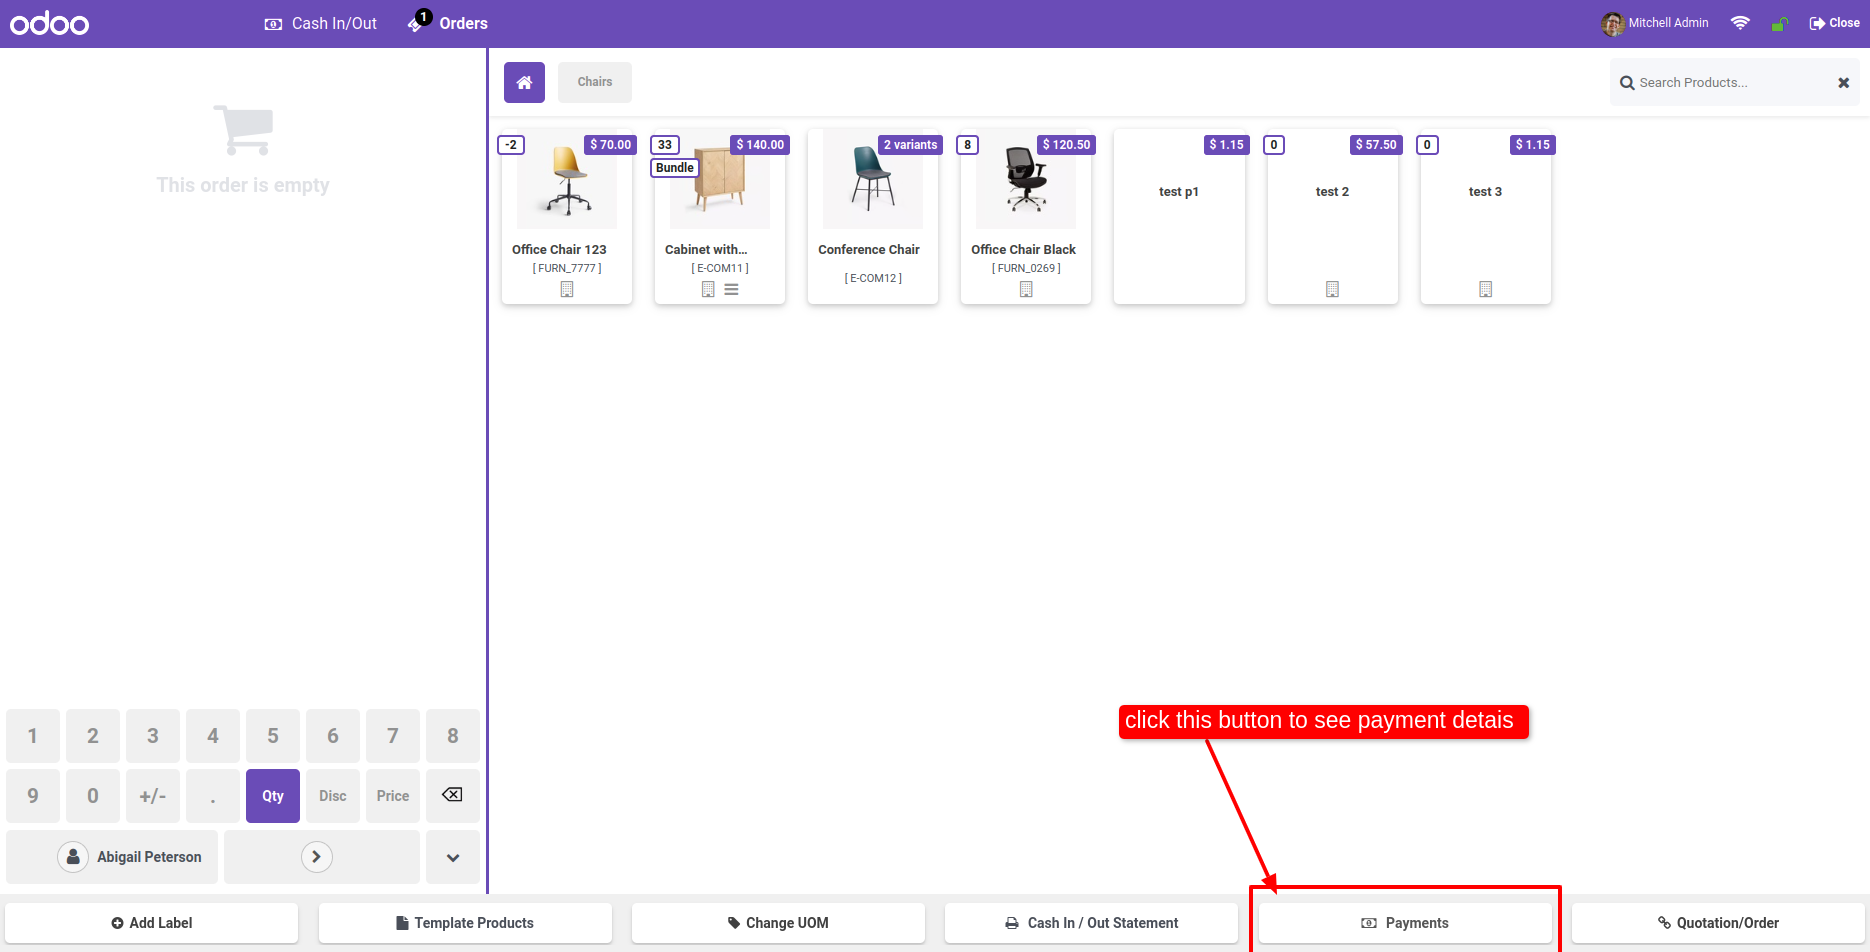 odoo
Cash In/Out
1
Orders
Mitchell Admin
Close
This order is empty
Chairs
Search Products...
-2
$ 70.00
Office Chair 123
[ FURN_7777 ]
33
$ 140.00
Bundle
Cabinet with...
[ E-COM11 ]
2 variants
Conference Chair
[ E-COM12 ]
8
$ 120.50
Office Chair Black
[ FURN_0269 ]
$ 1.15
test p1
0
$ 57.50
test 2
0
$ 1.15
test 3
click this button to see payment detais
1 2 3 4 5 6 7 8
9 0 +/- . Qty Disc Price
Abigail Peterson
Add Label
Template Products
Change UOM
Cash In / Out Statement
Payments
Quotation/Order